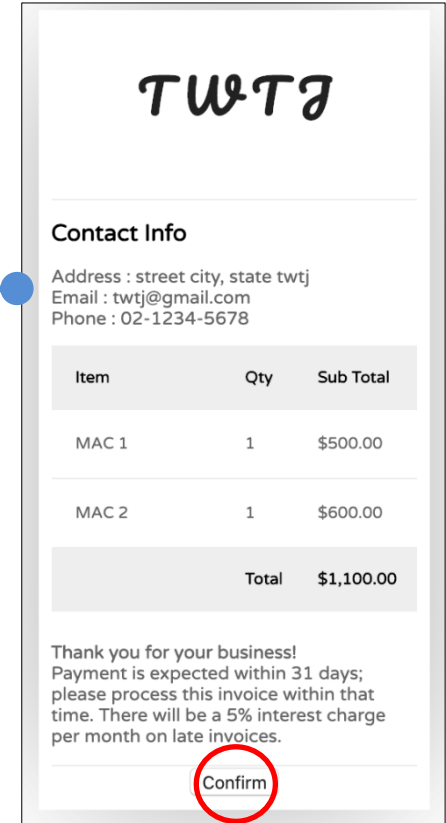 TWTJ
Contact Info
Address : street city, state twtj
Email : twtj@gmail.com
Phone : 02-1234-5678
Item Qty Sub Total
MAC 1 1 $500.00
MAC 2 1 $600.00
Total $1,100.00
Thank you for your business!
Payment is expected within 31 days;
please process this invoice within that
time. There will be a 5% interest charge
per month on late invoices.
Confirm